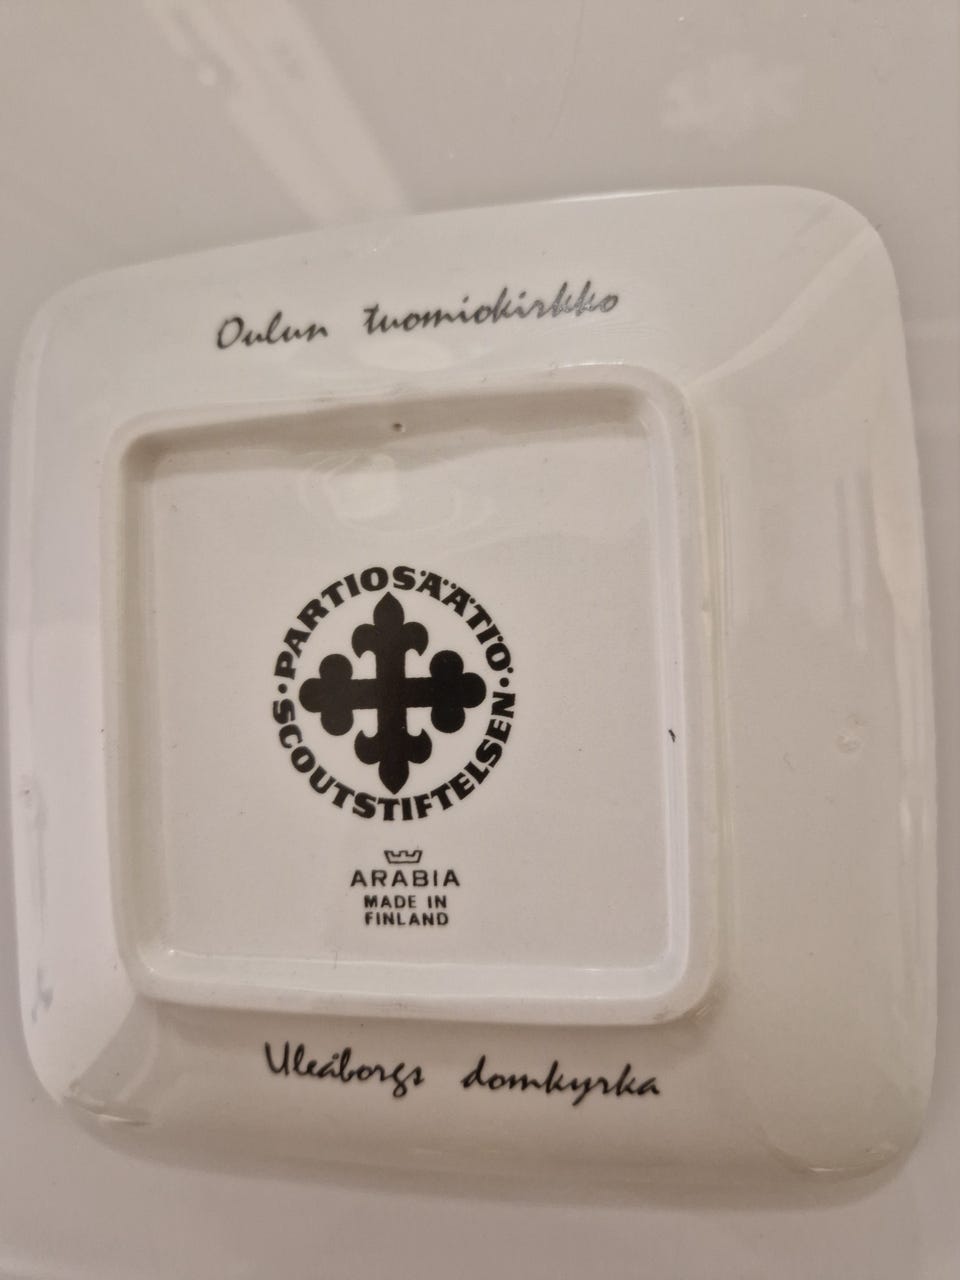 Oulun tuomiokirkko
PARTIOSÄÄTIÖ
SCOUTSTIFTELSEN
ARABIA
MADE IN
FINLAND
Uleåborgs domkyrka